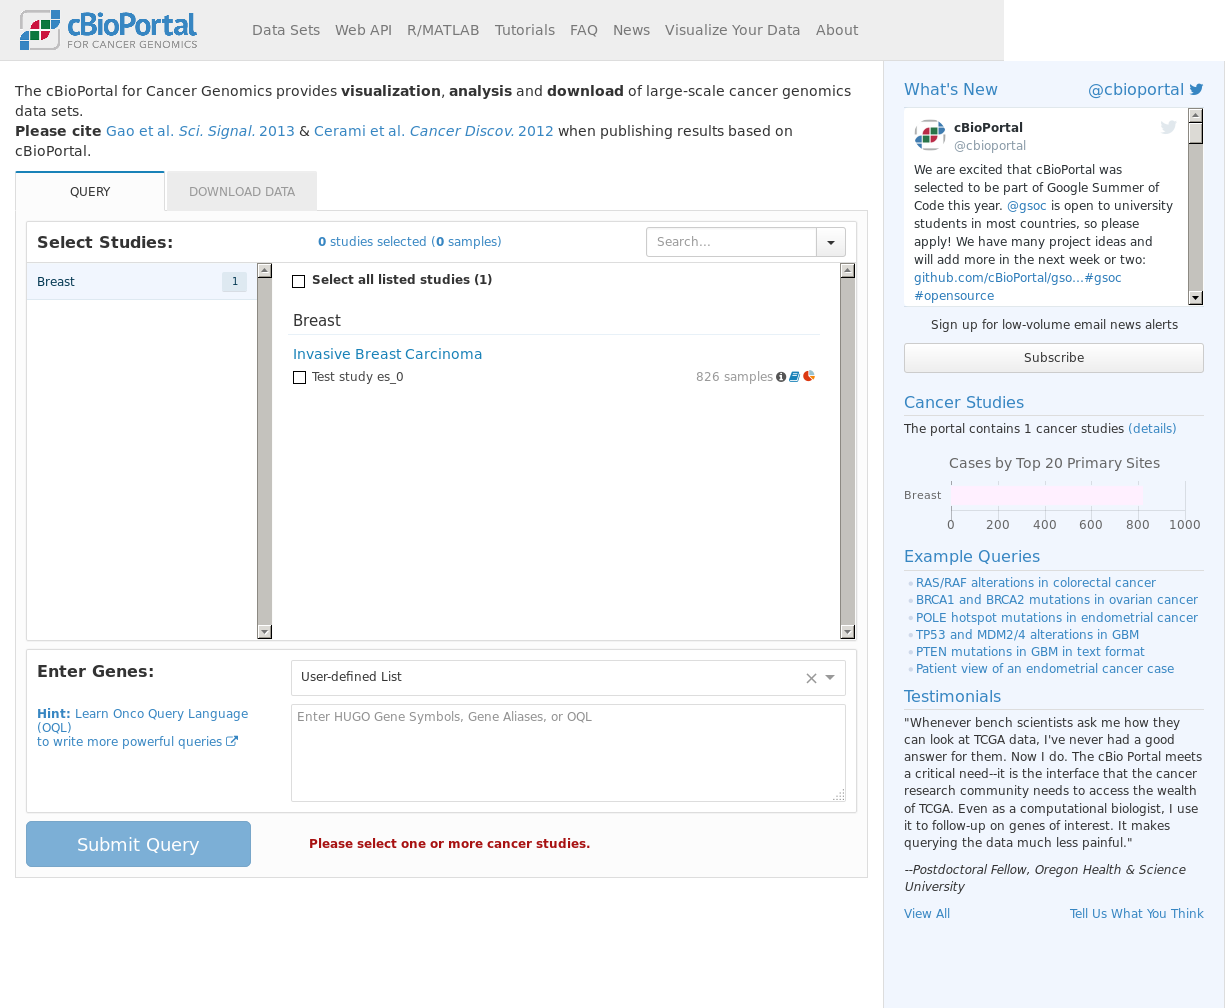 cBioPortal
FOR CANCER GENOMICS
Data Sets Web API R/MATLAB Tutorials FAQ News Visualize Your Data About
The cBioPortal for Cancer Genomics provides visualization, analysis and download of large-scale cancer genomics
data sets.
Please cite Gao et al. Sci. Signal. 2013 & Cerami et al. Cancer Discov. 2012 when publishing results based on
cBioPortal.
QUERY
DOWNLOAD DATA
Select Studies:
0 studies selected (0 samples)
Search...
Breast 1
Select all listed studies (1)
Breast
Invasive Breast Carcinoma
Test study es_0 826 samples
Enter Genes:
User-defined List
Hint: Learn Onco Query Language
(OQL)
to write more powerful queries
Enter HUGO Gene Symbols, Gene Aliases, or OQL
Submit Query
Please select one or more cancer studies.
What's New @cbioportal
cBioPortal
@cbioportal
We are excited that cBioPortal was
selected to be part of Google Summer of
Code this year. @gsoc is open to university
students in most countries, so please
apply! We have many project ideas and
will add more in the next week or two:
github.com/cBioPortal/gso...#gsoc
#opensource
Sign up for low-volume email news alerts
Subscribe
Cancer Studies
The portal contains 1 cancer studies (details)
Cases by Top 20 Primary Sites
Breast
0 200 400 600 800 1000
Example Queries
RAS/RAF alterations in colorectal cancer
BRCA1 and BRCA2 mutations in ovarian cancer
POLE hotspot mutations in endometrial cancer
TP53 and MDM2/4 alterations in GBM
PTEN mutations in GBM in text format
Patient view of an endometrial cancer case
Testimonials
"Whenever bench scientists ask me how they
can look at TCGA data, I've never had a good
answer for them. Now I do. The cBio Portal meets
a critical need--it is the interface that the cancer
research community needs to access the wealth
of TCGA. Even as a computational biologist, I use
it to follow-up on genes of interest. It makes
querying the data much less painful."
--Postdoctoral Fellow, Oregon Health & Science
University
View All Tell Us What You Think